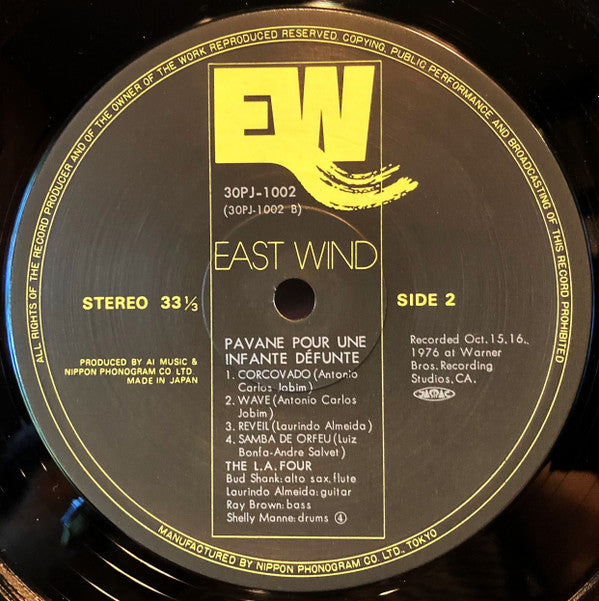 ALL RIGHTS OF THE RECORD PRODUCER AND OF THE OWNER OF THE WORK REPRODUCED RESERVED. COPYING, PUBLIC PERFORMANCE AND BROADCASTING OF THIS RECORD PROHIBITED
EW
30PJ-1002
(30PJ-1002 B)
EAST WIND
STEREO 33⅓
SIDE 2
PRODUCED BY AI MUSIC &
NIPPON PHONOGRAM CO. LTD.
MADE IN JAPAN
PAVANE POUR UNE
INFANTE DÉFUNTE
1. CORCOVADO (Antonio
Carlos Jobim)
2. WAVE (Antonio Carlos
Jobim)
3. REVEIL (Laurindo Almeida)
4. SAMBA DE ORFEU (Luiz
Bonfa-Andre Salvet)
THE L.A. FOUR
Bud Shank: alto sax, flute
Laurindo Almeida: guitar
Ray Brown: bass
Shelly Manne: drums ④
Recorded Oct.15,16.,
1976 at Warner
Bros. Recording
Studios, CA.
JASRAC
MANUFACTURED BY NIPPON PHONOGRAM CO. LTD., TOKYO